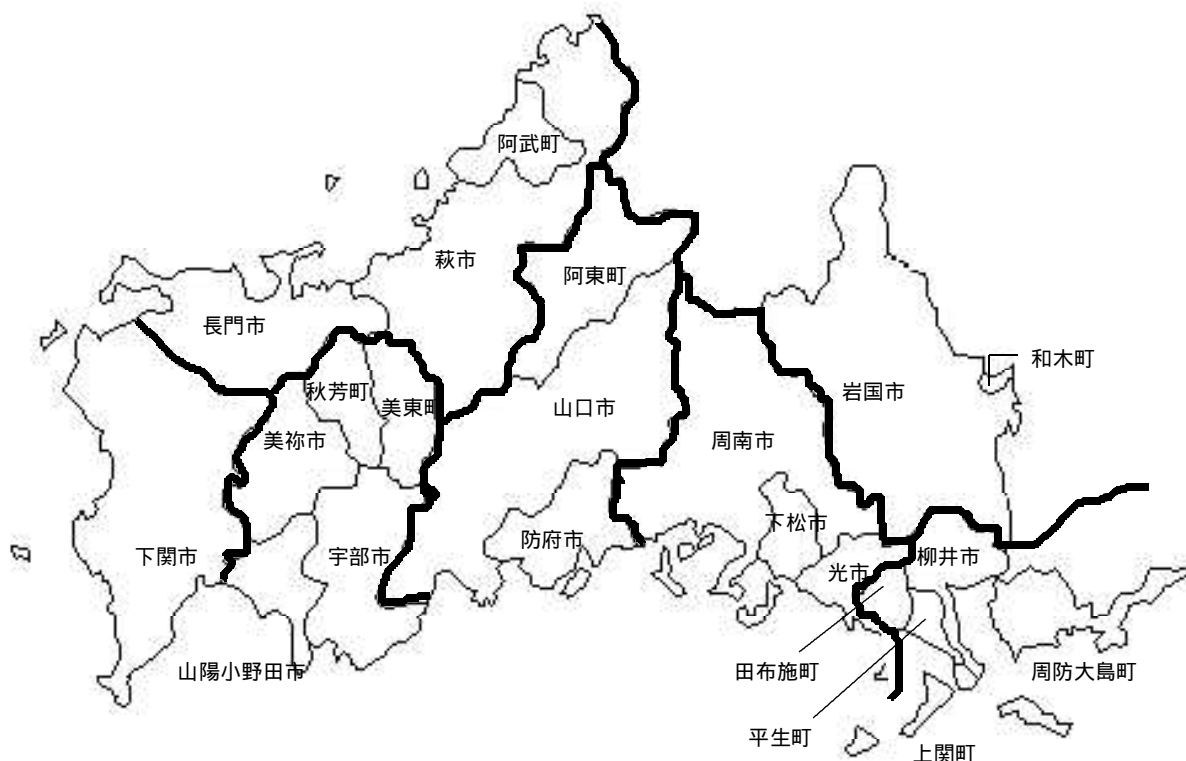 阿武町
萩市
阿東町
長門市
和木町
秋芳町
美東町
山口市
岩国市
美祢市
周南市
下松市
防府市
下関市
宇部市
光市
柳井市
山陽小野田市
田布施町
周防大島町
平生町
上関町